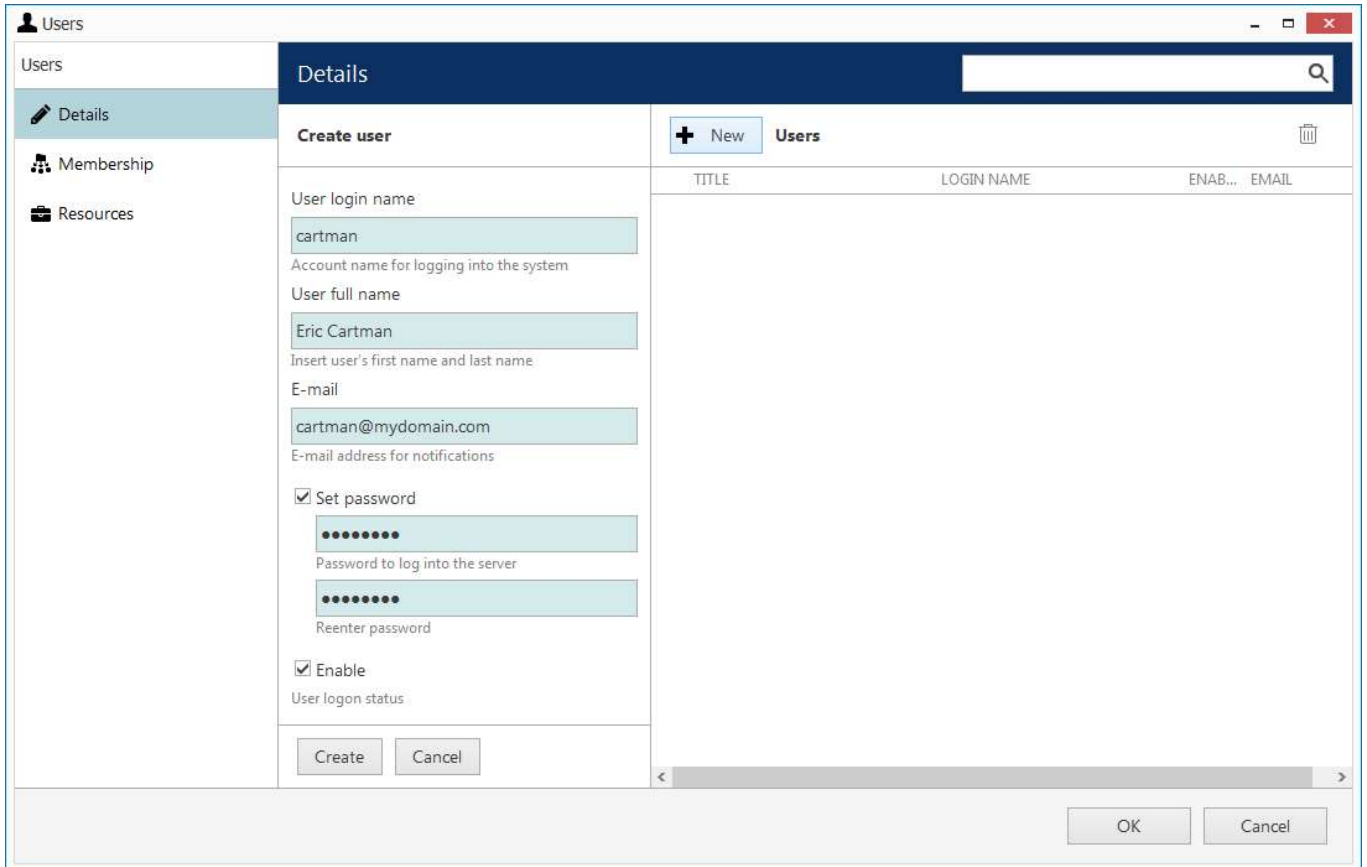 Users
Users
Details
Membership
Resources
Details
Create user
User login name
cartman
Account name for logging into the system
User full name
Eric Cartman
Insert user's first name and last name
E-mail
cartman@mydomain.com
E-mail address for notifications
Set password
●●●●●●●●
Password to log into the server
●●●●●●●●
Reenter password
Enable
User logon status
Create Cancel
New Users
TITLE LOGIN NAME ENAB... EMAIL
OK Cancel